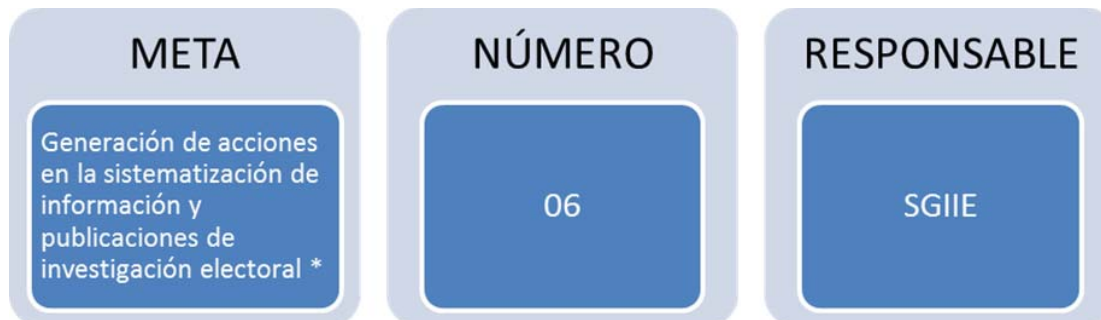 META
Generación de acciones
en la sistematización de
información y
publicaciones de
investigación electoral *
NÚMERO
06
RESPONSABLE
SGIIE